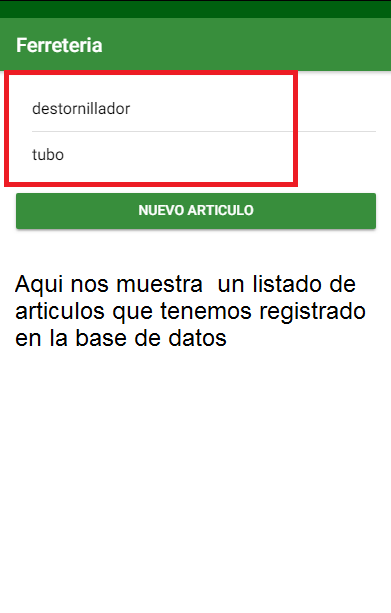 Ferreteria
destornillador
tubo
NUEVO ARTICULO
Aqui nos muestra  un listado de
articulos que tenemos registrado
en la base de datos